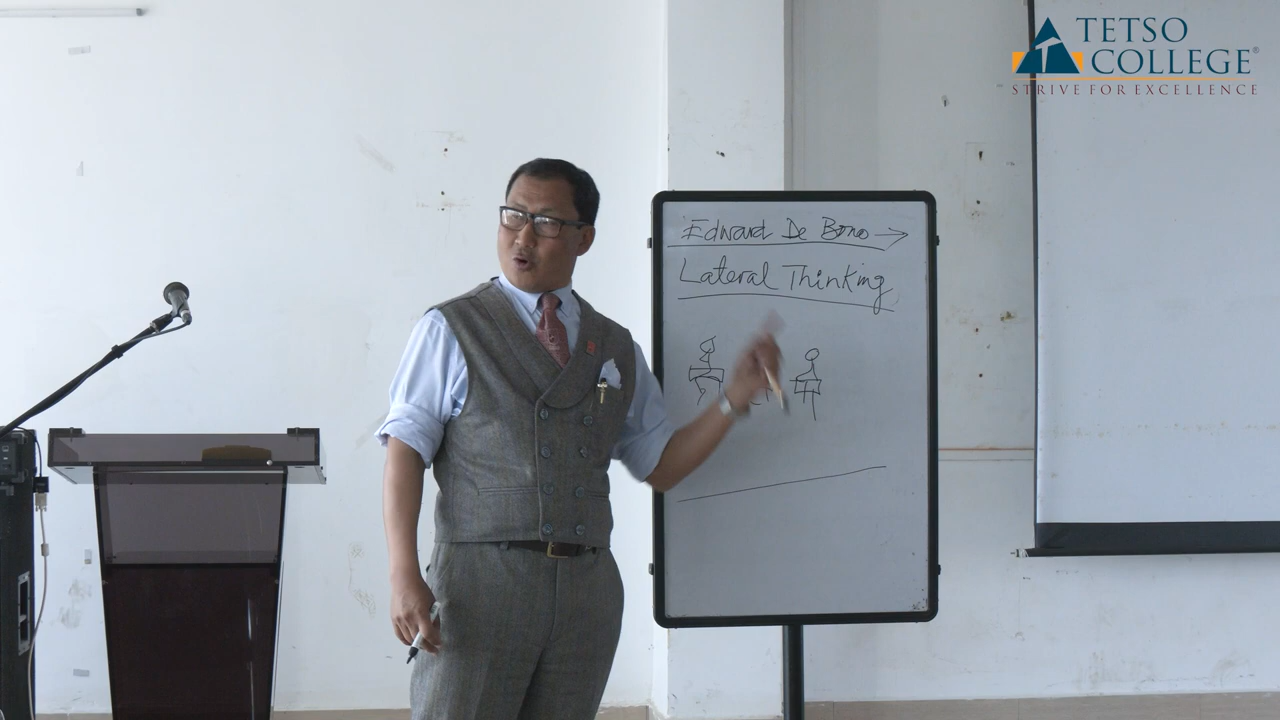 TETSO
COLLEGE®
STRIVE FOR EXCELLENCE
Edward De Bono →
Lateral Thinking